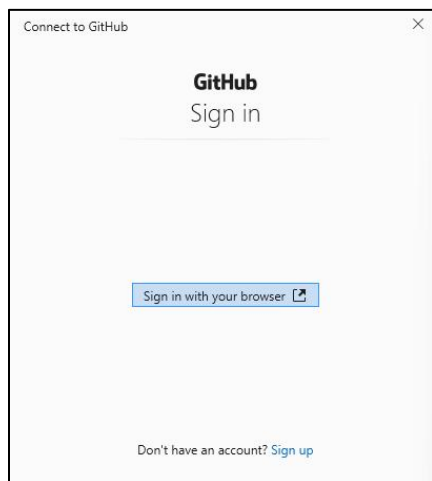 Connect to GitHub
GitHub
Sign in
Sign in with your browser
Don't have an account? Sign up